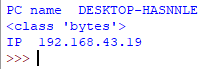 PC name  DESKTOP-HASNNLE
<class 'bytes'>
IP  192.168.43.19
>>>